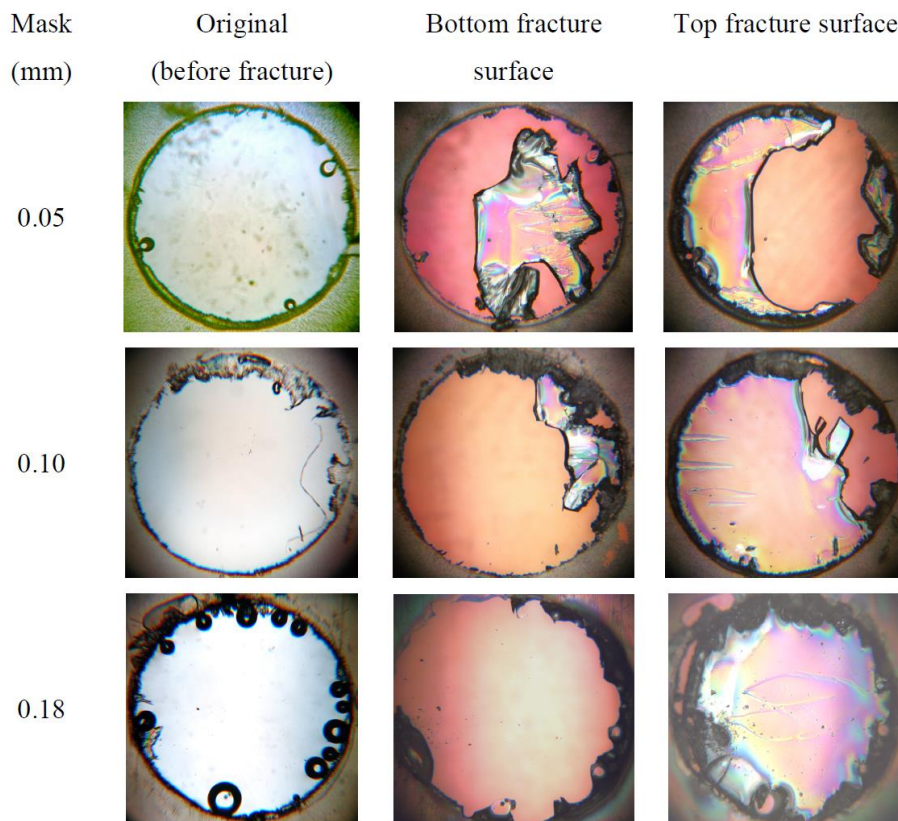 Mask Original Bottom fracture Top fracture surface
(mm) (before fracture) surface
0.05
0.10
0.18